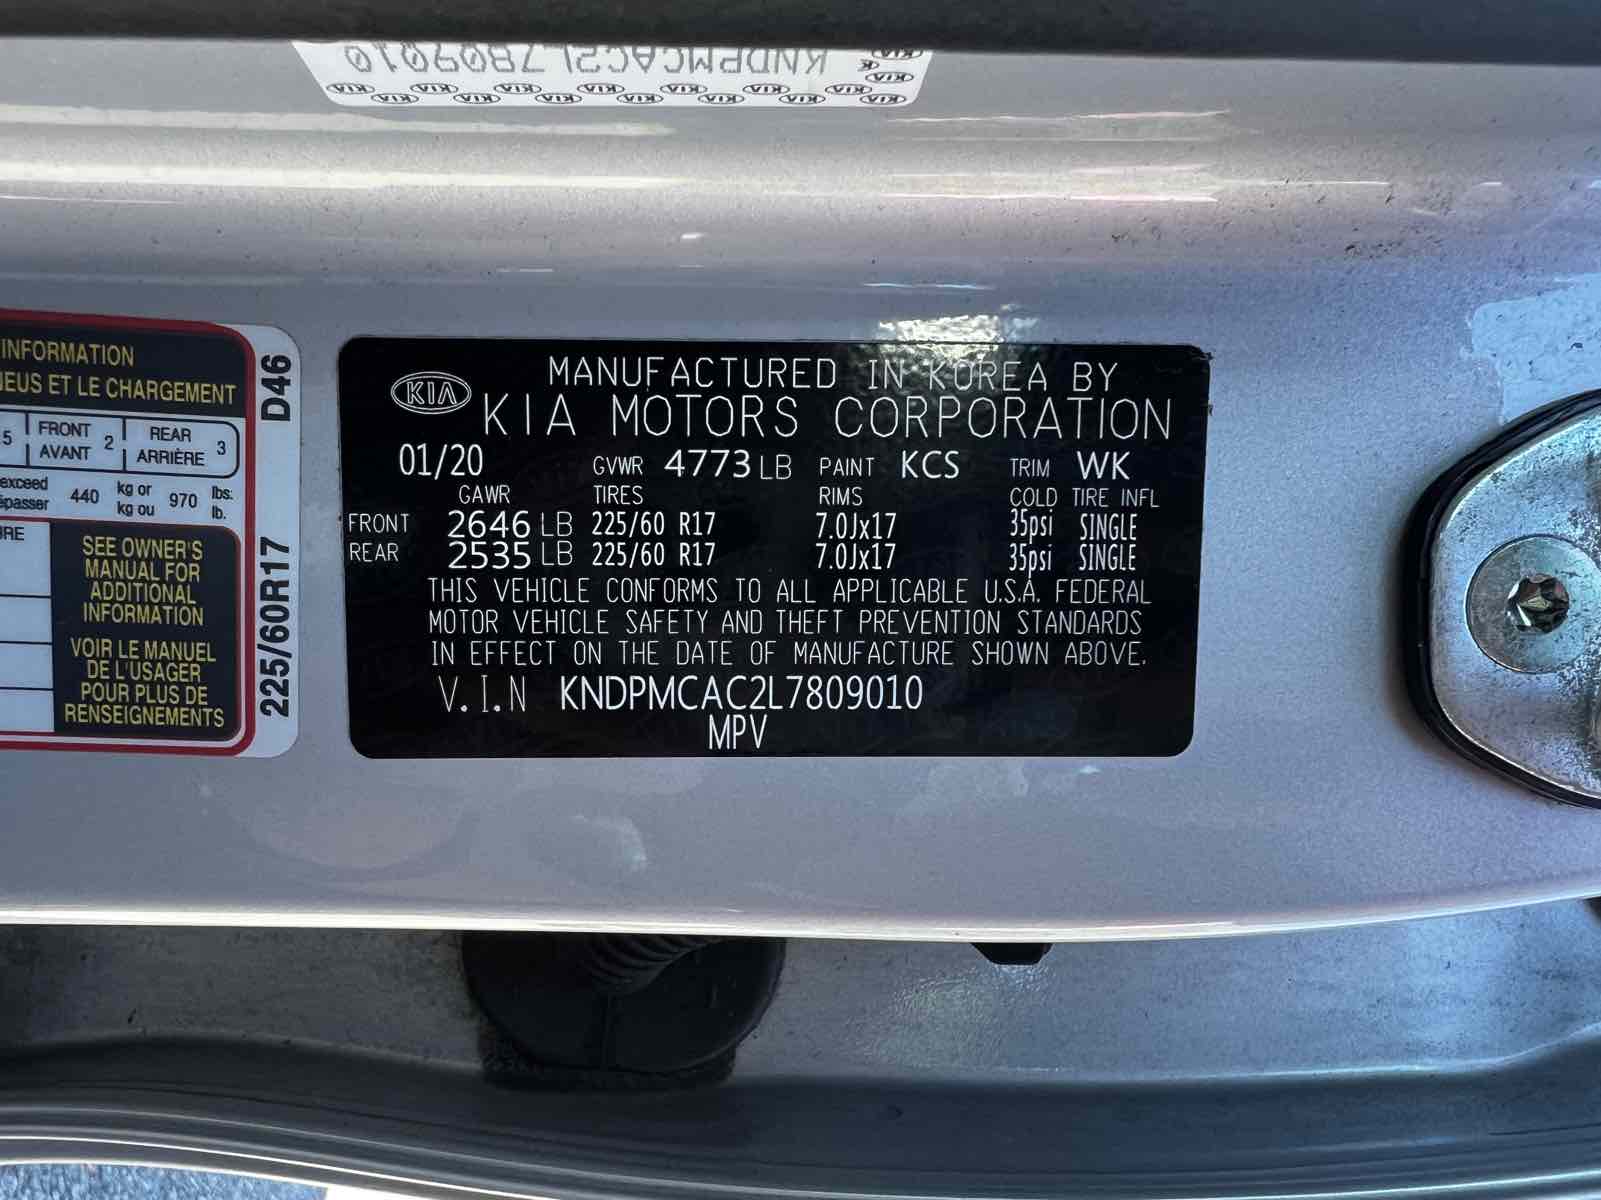 KNDPMCAC2L7809010
KIA
INFORMATION
NEUS ET LE CHARGEMENT
5 FRONT AVANT 2 REAR ARRIÈRE 3
exceed 440 kg or 970 lbs.
épasser kg ou lb.
SEE OWNER'S
MANUAL FOR
ADDITIONAL
INFORMATION
VOIR LE MANUEL
DE L'USAGER
POUR PLUS DE
RENSEIGNEMENTS
225/60R17 D46
MANUFACTURED IN KOREA BY
KIA KIA MOTORS CORPORATION
01/20 GVWR 4773 LB PAINT KCS TRIM WK
GAWR TIRES RIMS COLD TIRE INFL
FRONT 2646 LB 225/60 R17 7.0Jx17 35psi SINGLE
REAR 2535 LB 225/60 R17 7.0Jx17 35psi SINGLE
THIS VEHICLE CONFORMS TO ALL APPLICABLE U.S.A. FEDERAL
MOTOR VEHICLE SAFETY AND THEFT PREVENTION STANDARDS
IN EFFECT ON THE DATE OF MANUFACTURE SHOWN ABOVE.
V.I.N KNDPMCAC2L7809010
MPV